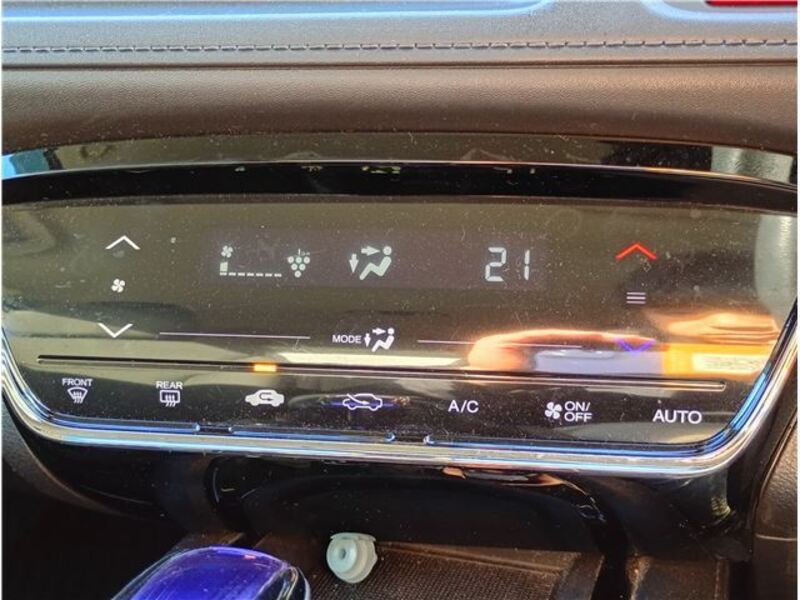 21
MODE
FRONT
REAR
A/C
ON/
OFF
AUTO